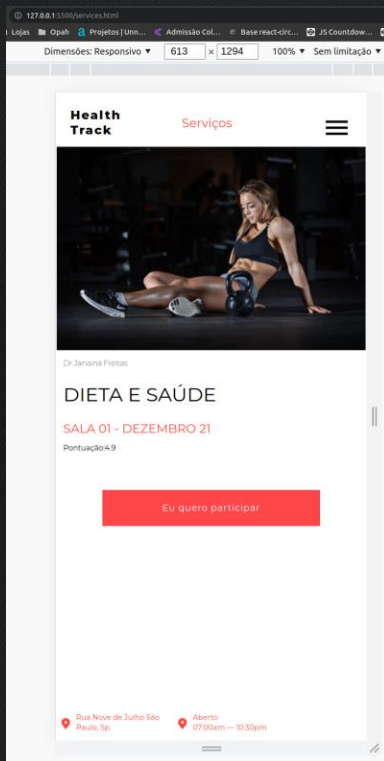 127.0.0.1:5500/services.html
Lojas Opah Projetos | Unn... Admissão Col... Base react-circ... JS Countdow...
Dimensões: Responsivo ▼ 613 × 1294 100% ▼ Sem limitação ▼
Health
Track
Serviços
Dr.Janaina Freitas
DIETA E SAÚDE
SALA 01 - DEZEMBRO 21
Pontuação:4.9
Eu quero participar
Rua Nove de Julho São
Paulo, Sp
Aberto:
07:00am -- 10:30pm